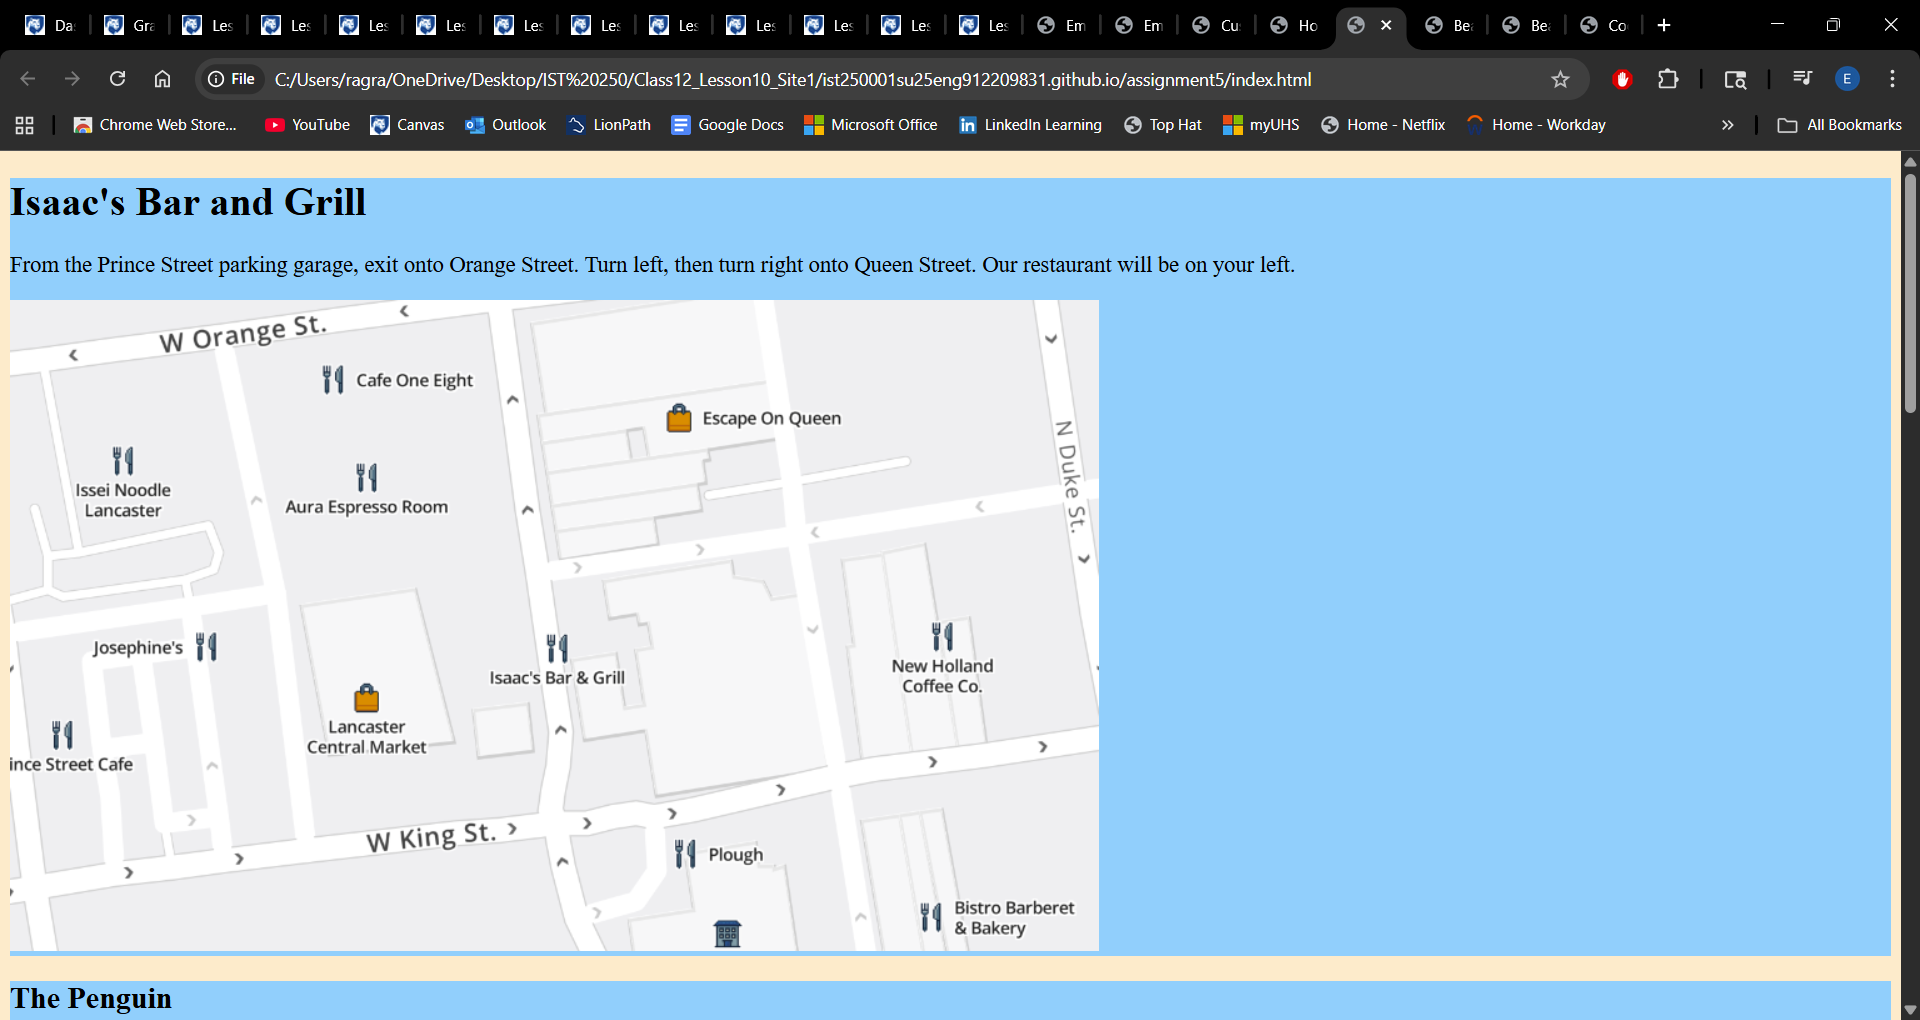 Da
Gra
Les
Les
Les
Les
Les
Les
Les
Les
Les
Les
Les
Em
Em
Cu
Ho
Be
Be
Co
File
C:/Users/ragra/OneDrive/Desktop/IST%20250/Class12_Lesson10_Site1/ist250001su25eng912209831.github.io/assignment5/index.html
E
Chrome Web Store...
YouTube
Canvas
Outlook
LionPath
Google Docs
Microsoft Office
LinkedIn Learning
Top Hat
myUHS
Home - Netflix
Home - Workday
All Bookmarks
Isaac's Bar and Grill
From the Prince Street parking garage, exit onto Orange Street. Turn left, then turn right onto Queen Street. Our restaurant will be on your left.
W Orange St.
Cafe One Eight
Escape On Queen
N Duke St.
Issei Noodle
Lancaster
Aura Espresso Room
Josephine's
Isaac's Bar & Grill
New Holland
Coffee Co.
Lancaster
Central Market
ince Street Cafe
W King St.
Plough
Bistro Barberet
& Bakery
The Penguin